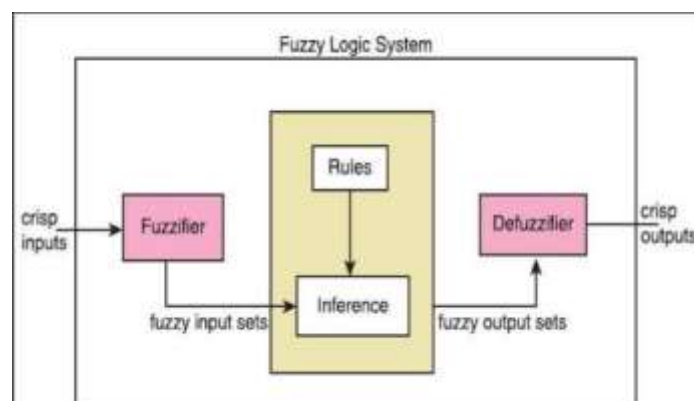 Fuzzy Logic System
Rules
crisp
inputs
Fuzzifier
Defuzzifier
crisp
outputs
Inference
fuzzy input sets
fuzzy output sets